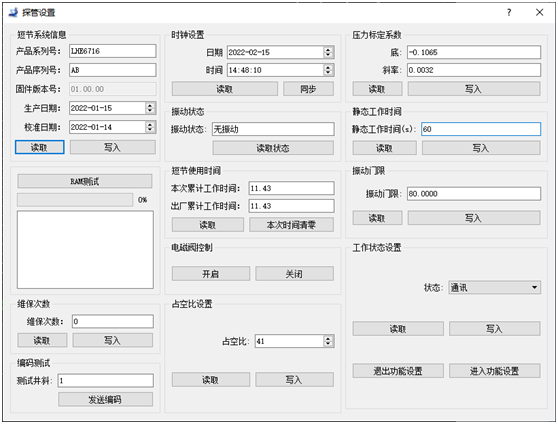 探管设置
短节系统信息
产品系列号: LHE6716
产品序列号: AB
固件版本号: 01.00.00
生产日期: 2022-01-15
校准日期: 2022-01-14
读取 写入
RAM测试
0%
维保次数
维保次数: 0
读取 写入
编码测试
测试井斜: 1
发送编码
时钟设置
日期 2022-02-15
时间 14:48:10
读取 同步
振动状态
振动状态: 无振动
读取状态
短节使用时间
本次累计工作时间: 11.43
出厂累计工作时间: 11.43
读取 本次时间清零
电磁阀控制
开启 关闭
占空比设置
占空比: 41
读取 写入
压力标定系数
底: -0.1065
斜率: 0.0032
读取 写入
静态工作时间
静态工作时间(s): 60
读取 写入
振动门限
振动门限: 80.0000
读取 写入
工作状态设置
状态: 通讯
读取 写入
退出功能设置 进入功能设置